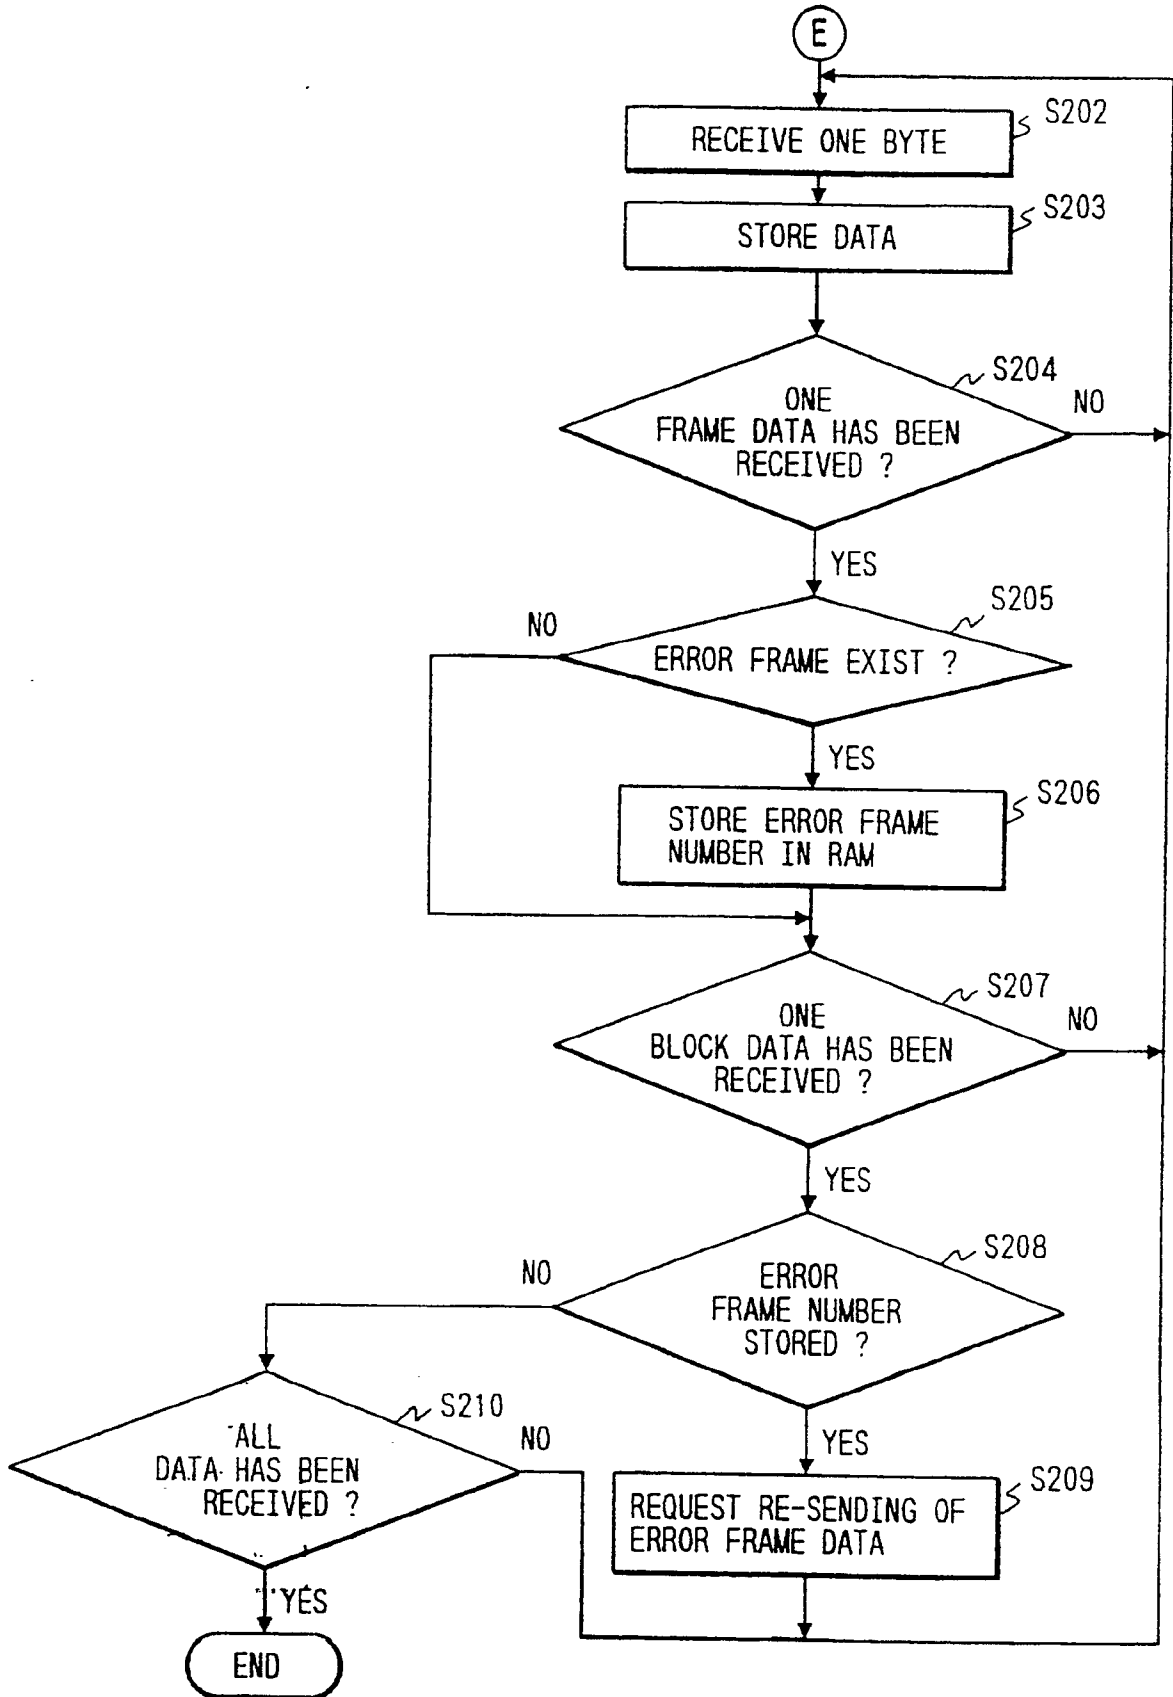 E
S202
RECEIVE ONE BYTE
S203
STORE DATA
S204
ONE
FRAME DATA HAS BEEN
RECEIVED ?
NO
YES
S205
NO
ERROR FRAME EXIST ?
YES
S206
STORE ERROR FRAME
NUMBER IN RAM
S207
ONE
BLOCK DATA HAS BEEN
RECEIVED ?
NO
YES
S208
NO
ERROR
FRAME NUMBER
STORED ?
S210
ALL
DATA HAS BEEN
RECEIVED ?
NO
YES
S209
REQUEST RE-SENDING OF
ERROR FRAME DATA
YES
END